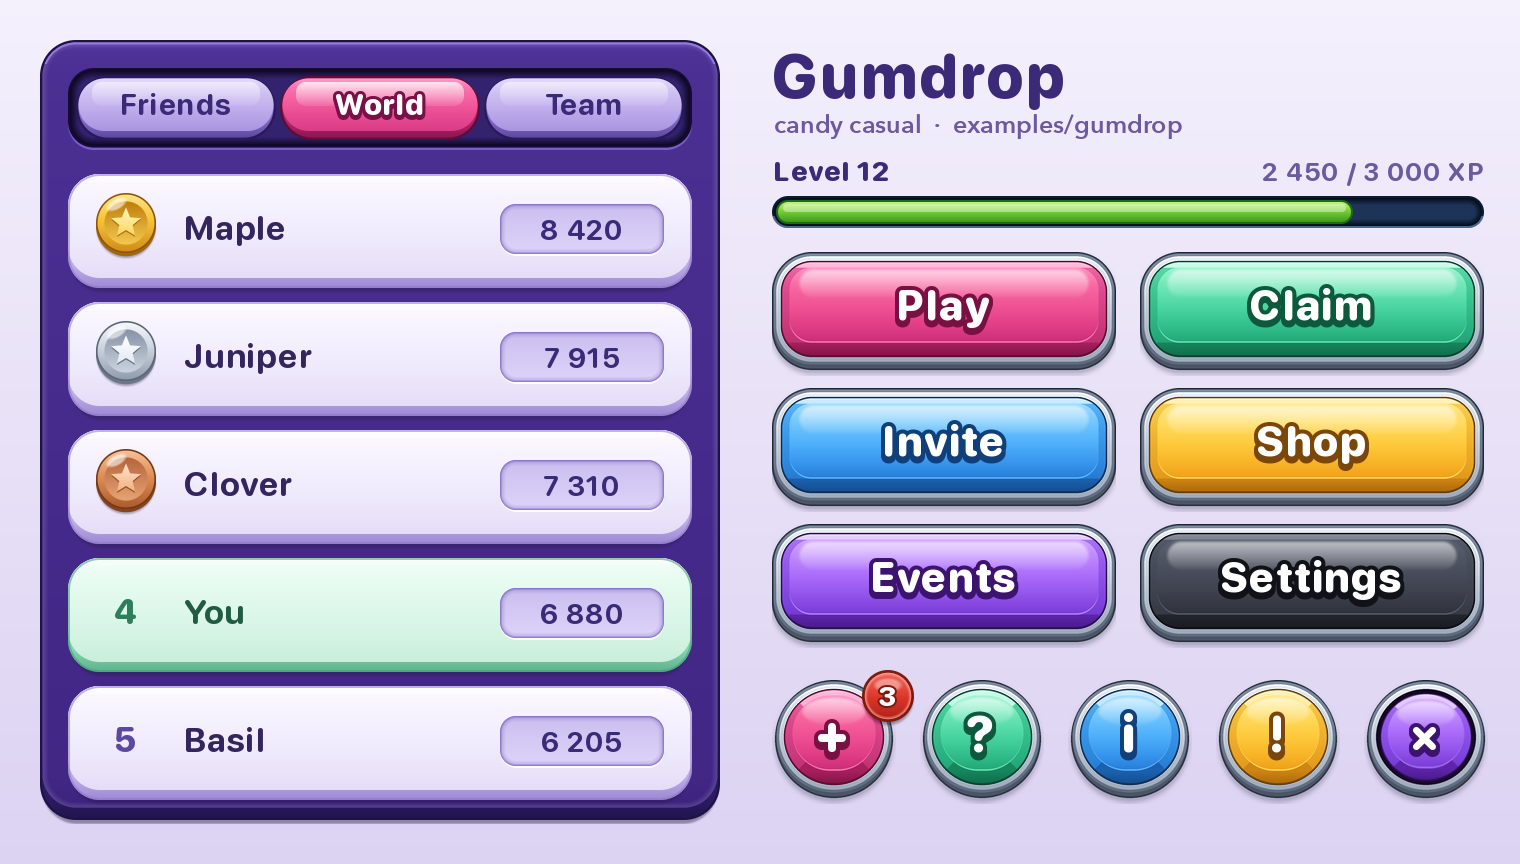 Friends World Team
Maple 8 420
Juniper 7 915
Clover 7 310
4 You 6 880
5 Basil 6 205
Gumdrop
candy casual · examples/gumdrop
Level 12 2 450 / 3 000 XP
Play Claim
Invite Shop
Events Settings
3
+ ? i ! ×